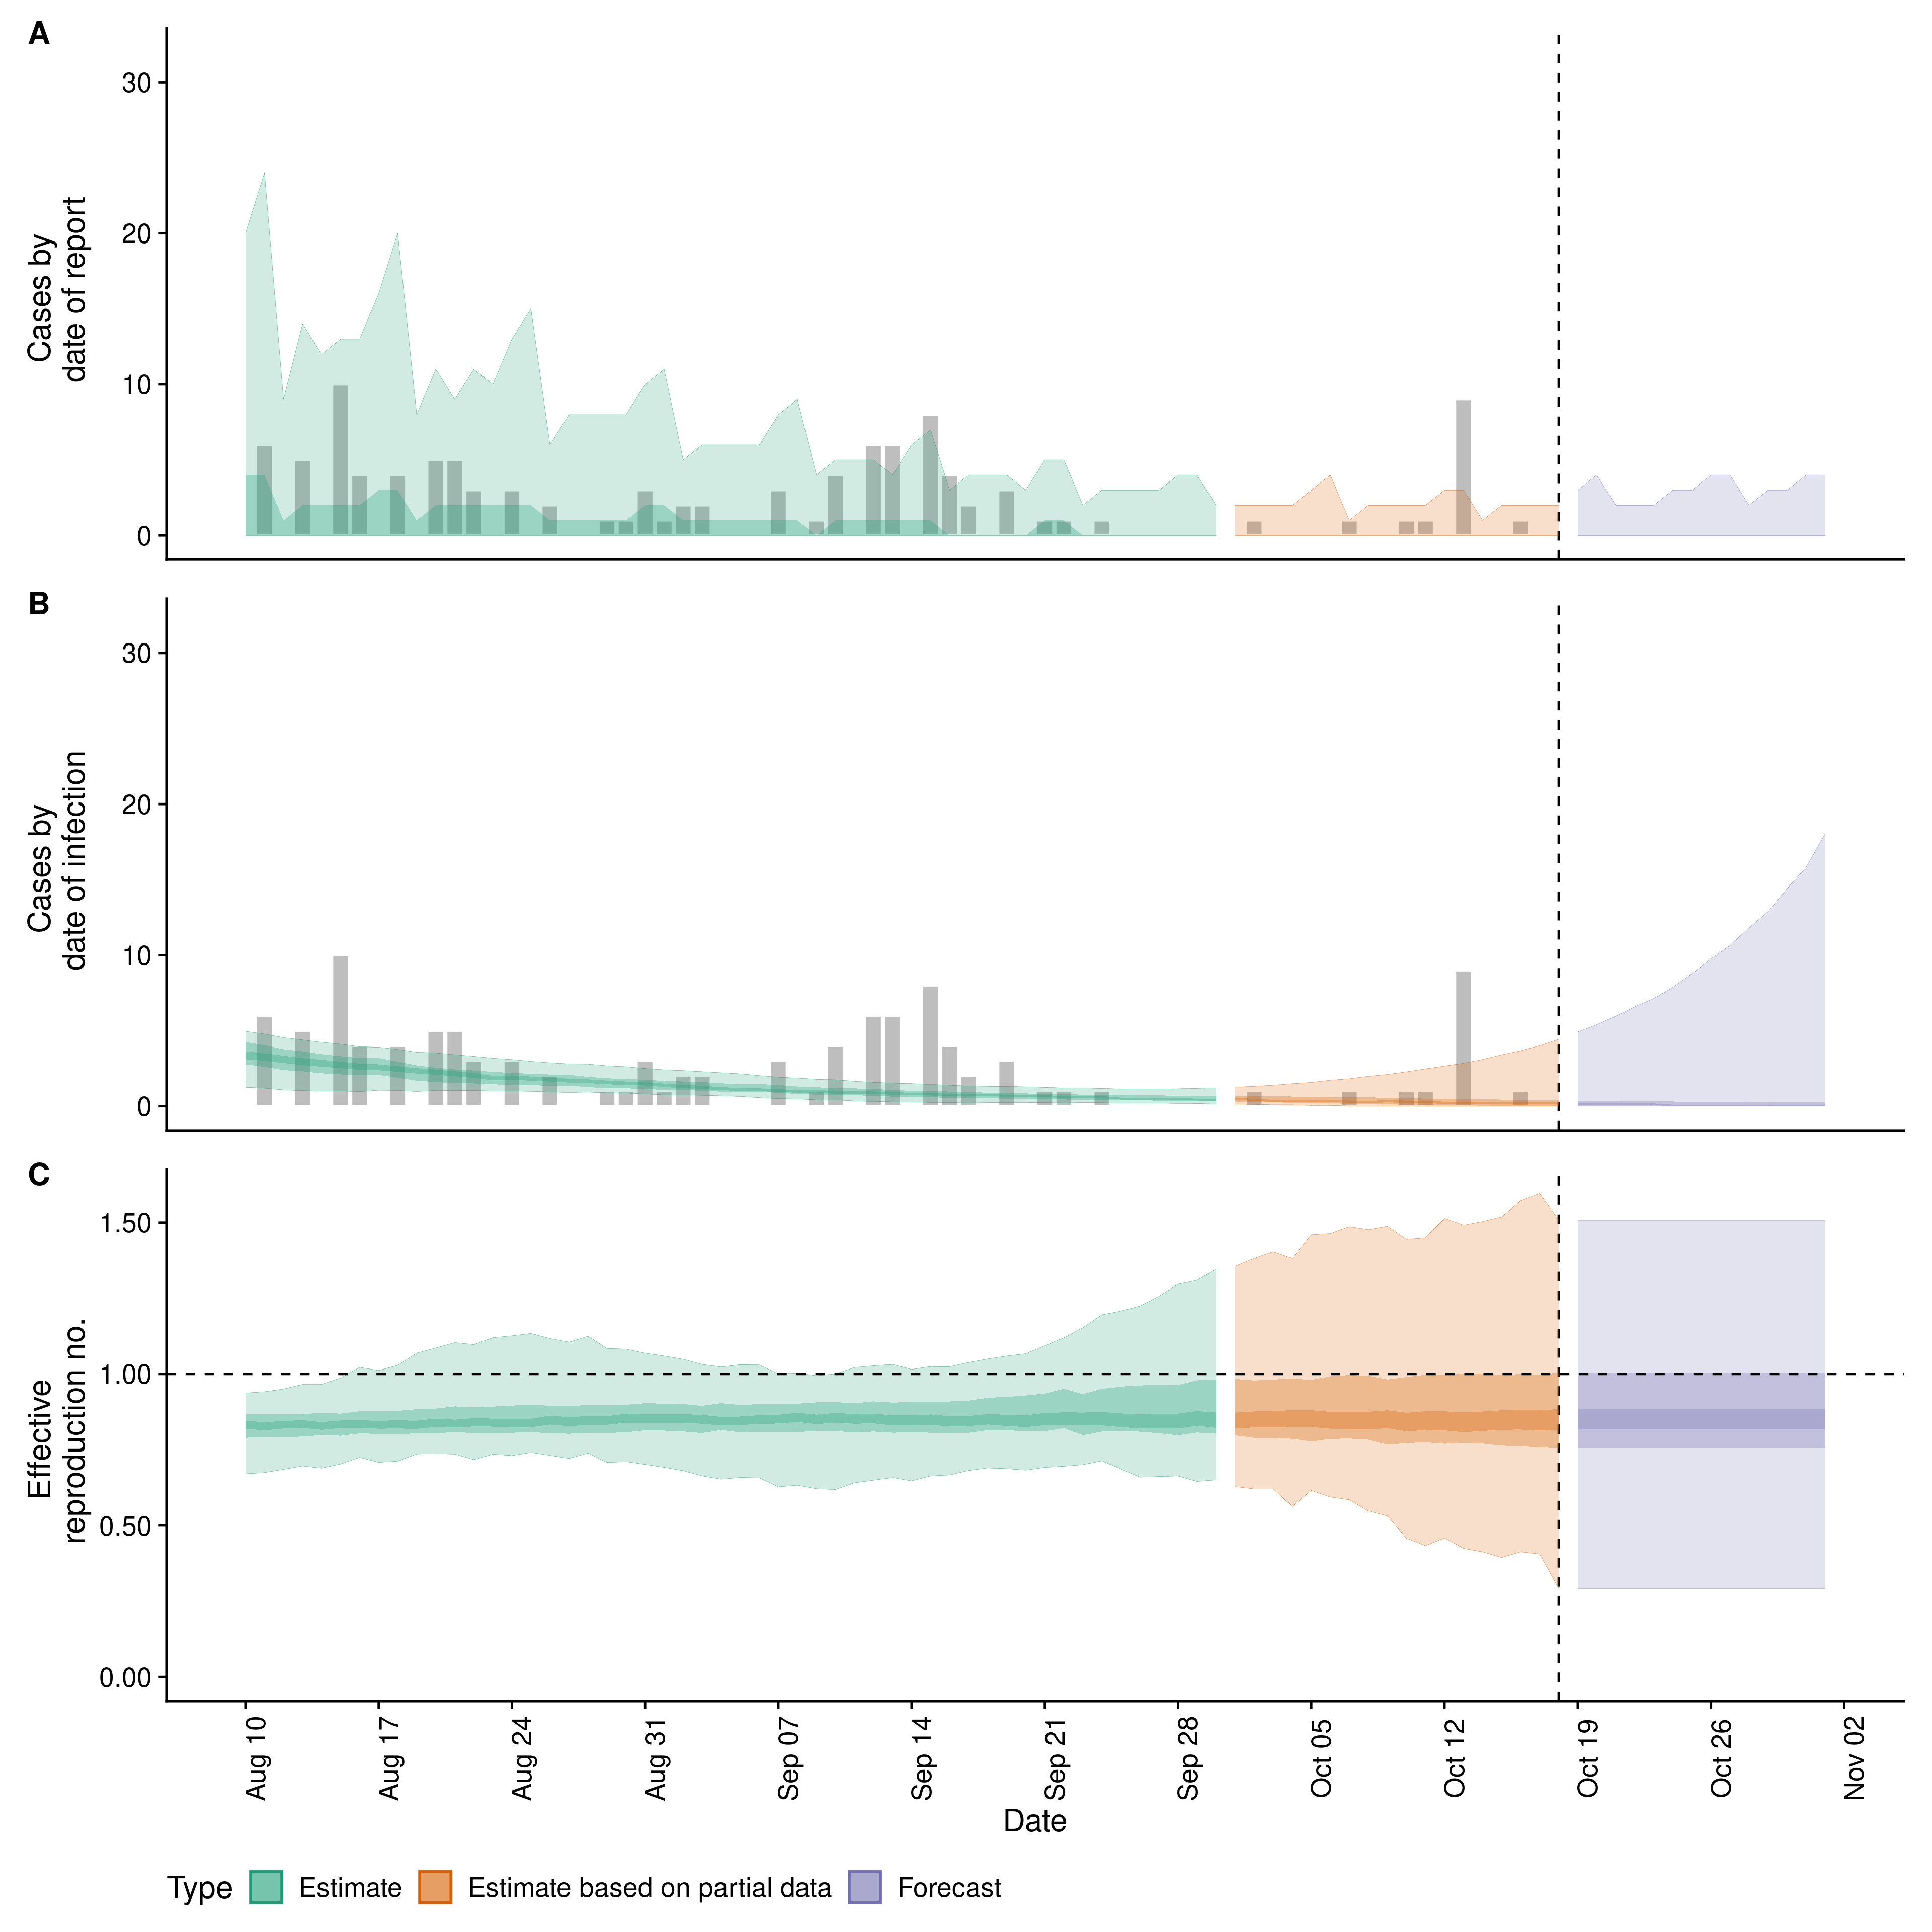 A
30
20
10
0
Cases by
date of report
B
30
20
10
0
Cases by
date of infection
C
1.50
1.00
0.50
0.00
Effective
reproduction no.
Aug 10
Aug 17
Aug 24
Aug 31
Sep 07
Sep 14
Sep 21
Sep 28
Oct 05
Oct 12
Oct 19
Oct 26
Nov 02
Date
Type Estimate Estimate based on partial data Forecast